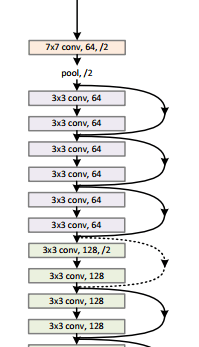 7x7 conv, 64, /2
pool, /2
3x3 conv, 64
3x3 conv, 64
3x3 conv, 64
3x3 conv, 64
3x3 conv, 64
3x3 conv, 64
3x3 conv, 128, /2
3x3 conv, 128
3x3 conv, 128
3x3 conv, 128